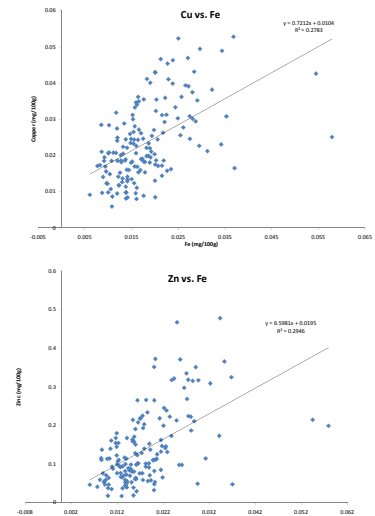 Cu vs. Fe
0.06
y = 0.7212x + 0.0104
R² = 0.2783
0.05
0.04
Copper (mg/100g)
0.03
0.02
0.01
0
-0.005 0.005 0.015 0.025 0.035 0.045 0.055 0.065
Fe (mg/100g)
0.6
Zn vs. Fe
0.5
y = 6.5981x + 0.0195
R² = 0.2946
0.4
Zinc (mg/100g)
0.3
0.2
0.1
0
-0.008 0.002 0.012 0.022 0.032 0.042 0.052 0.062